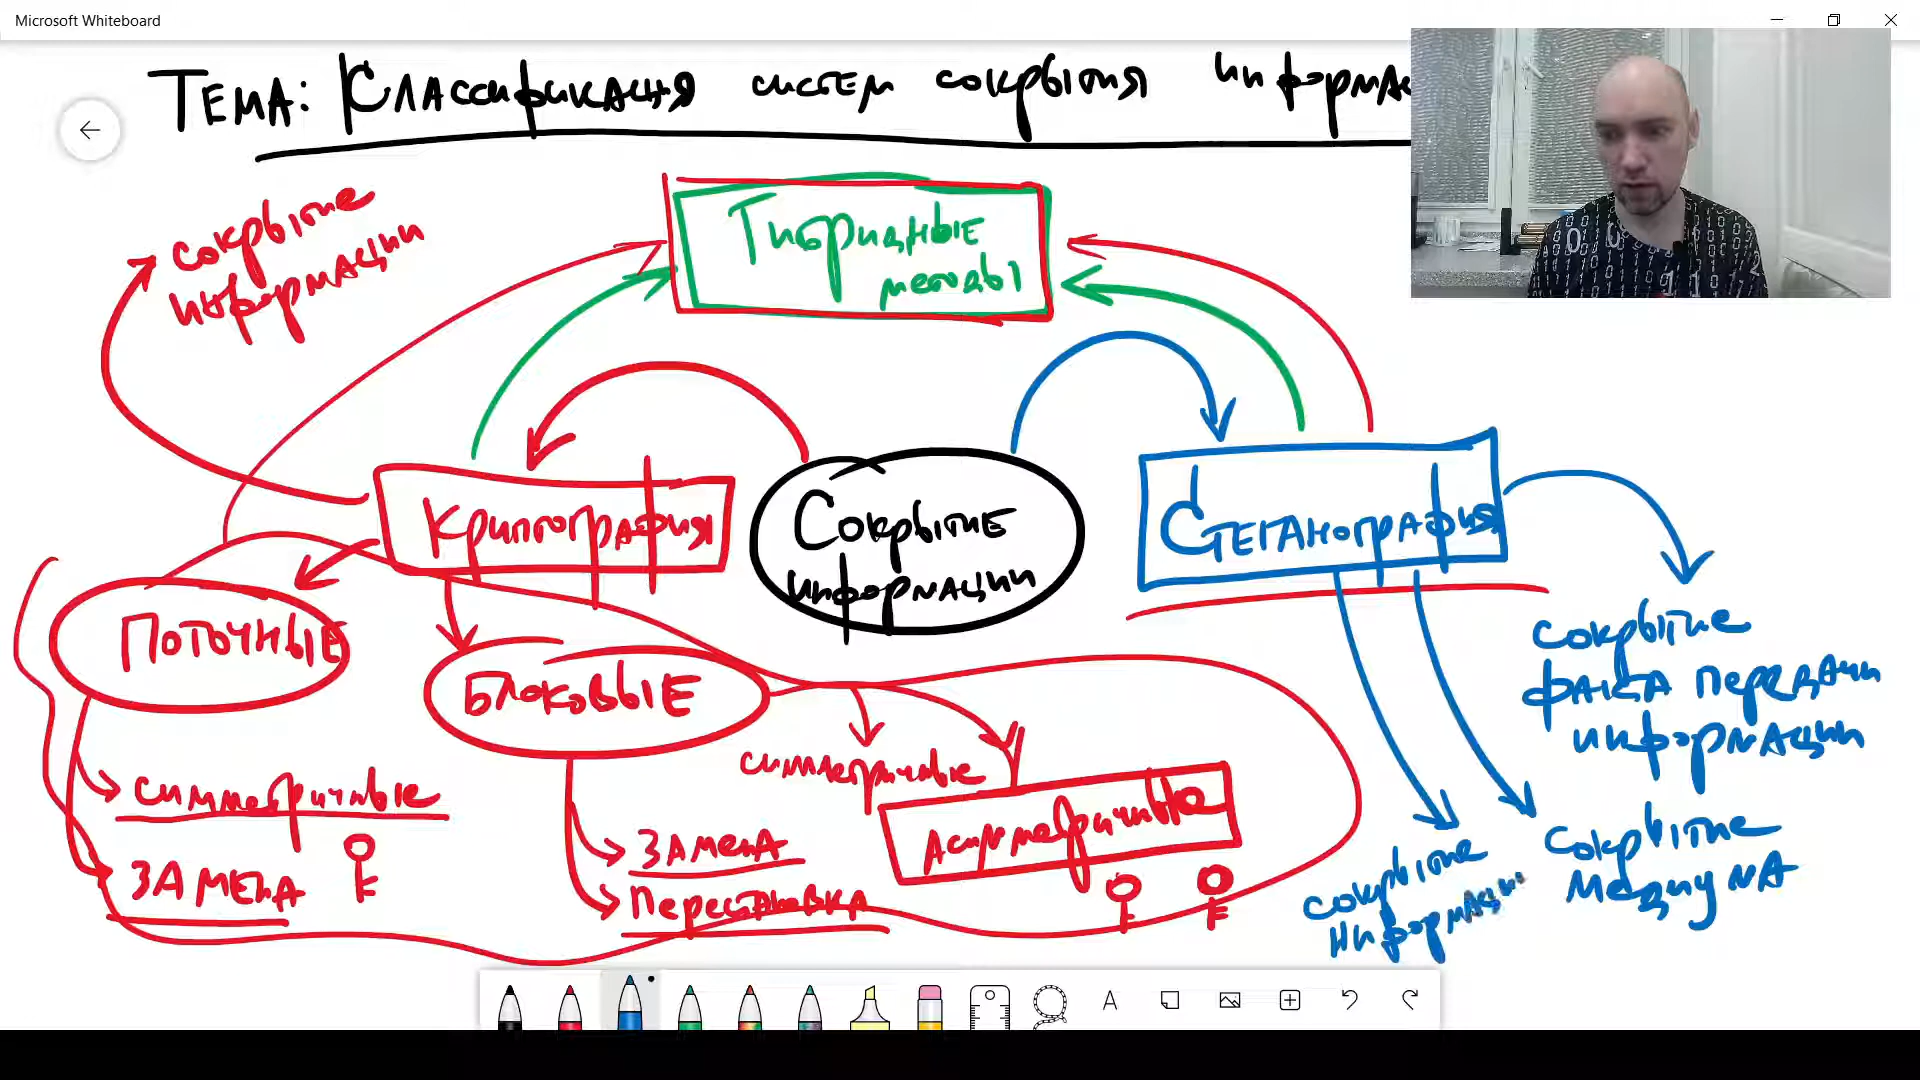 Microsoft Whiteboard
Тема: Классификация систем сокрытия
сокрытие
информации
Гибридные
методы
Криптография
Сокрытие
информации
Стеганография
Поточные
Блоковые
сокрытие
факта передачи
информации
симметричные
симметричные
замена
замена
Перестановка
Асимметричные
сокрытие
информации
сокрытие
медиума